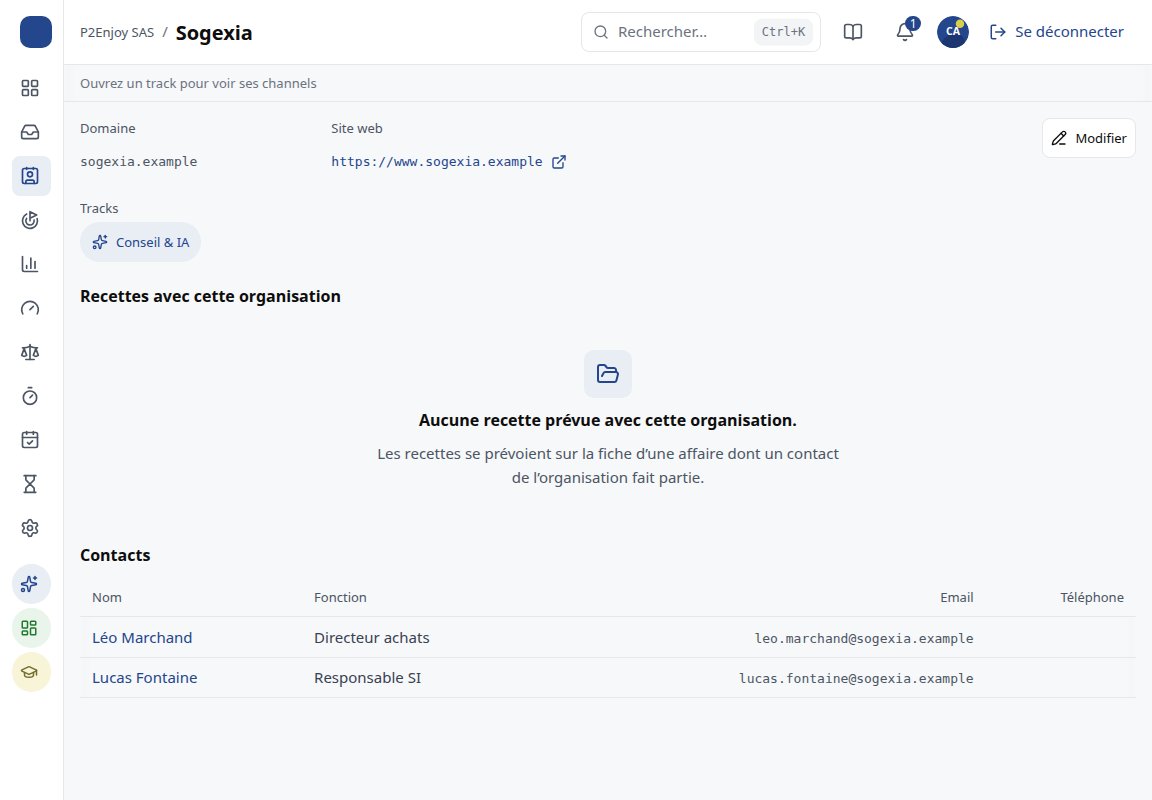 P2Enjoy SAS / Sogexia
Rechercher... Ctrl+K
1
CA
Se déconnecter
Ouvrez un track pour voir ses channels
Domaine
Site web
Modifier
sogexia.example
https://www.sogexia.example
Tracks
Conseil & IA
Recettes avec cette organisation
Aucune recette prévue avec cette organisation.
Les recettes se prévoient sur la fiche d’une affaire dont un contact
de l’organisation fait partie.
Contacts
Nom Fonction Email Téléphone
Léo Marchand Directeur achats leo.marchand@sogexia.example
Lucas Fontaine Responsable SI lucas.fontaine@sogexia.example